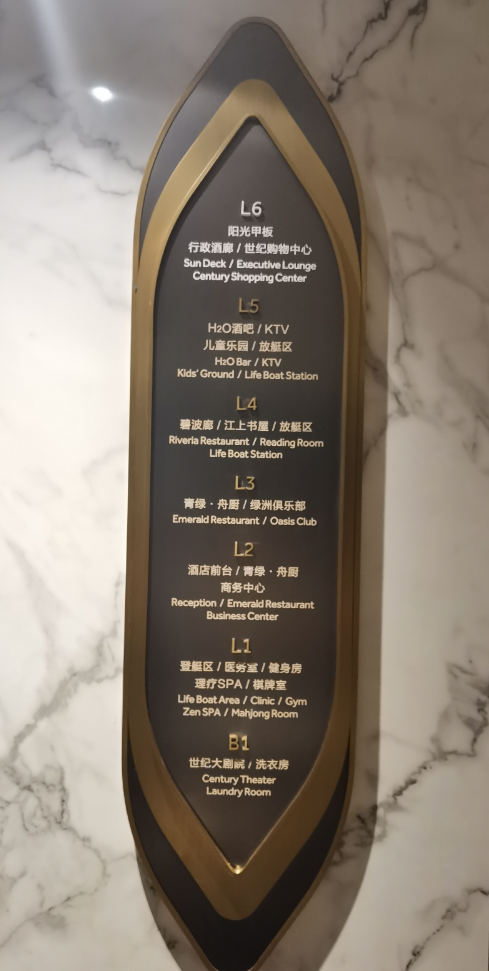 L6
阳光甲板
行政酒廊 / 世纪购物中心
Sun Deck / Executive Lounge
Century Shopping Center
L5
H2O酒吧 / KTV
儿童乐园 / 放艇区
H2O Bar / KTV
Kids' Ground / Life Boat Station
L4
碧波廊 / 江上书屋 / 放艇区
Riveria Restaurant / Reading Room
Life Boat Station
L3
青绿 · 舟厨 / 绿洲俱乐部
Emerald Restaurant / Oasis Club
L2
酒店前台 / 青绿 · 舟厨
商务中心
Reception / Emerald Restaurant
Business Center
L1
登艇区 / 医务室 / 健身房
理疗SPA / 棋牌室
Life Boat Area / Clinic / Gym
Zen SPA / Mahjong Room
B1
世纪大剧院 / 洗衣房
Century Theater
Laundry Room